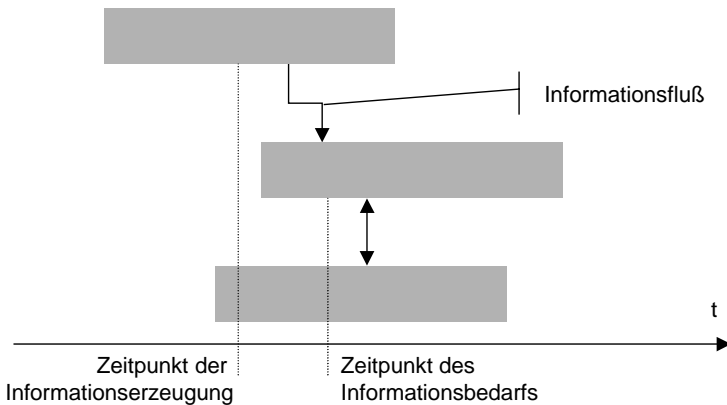 Informationsfluß
t
Zeitpunkt der
Informationserzeugung
Zeitpunkt des
Informationsbedarfs